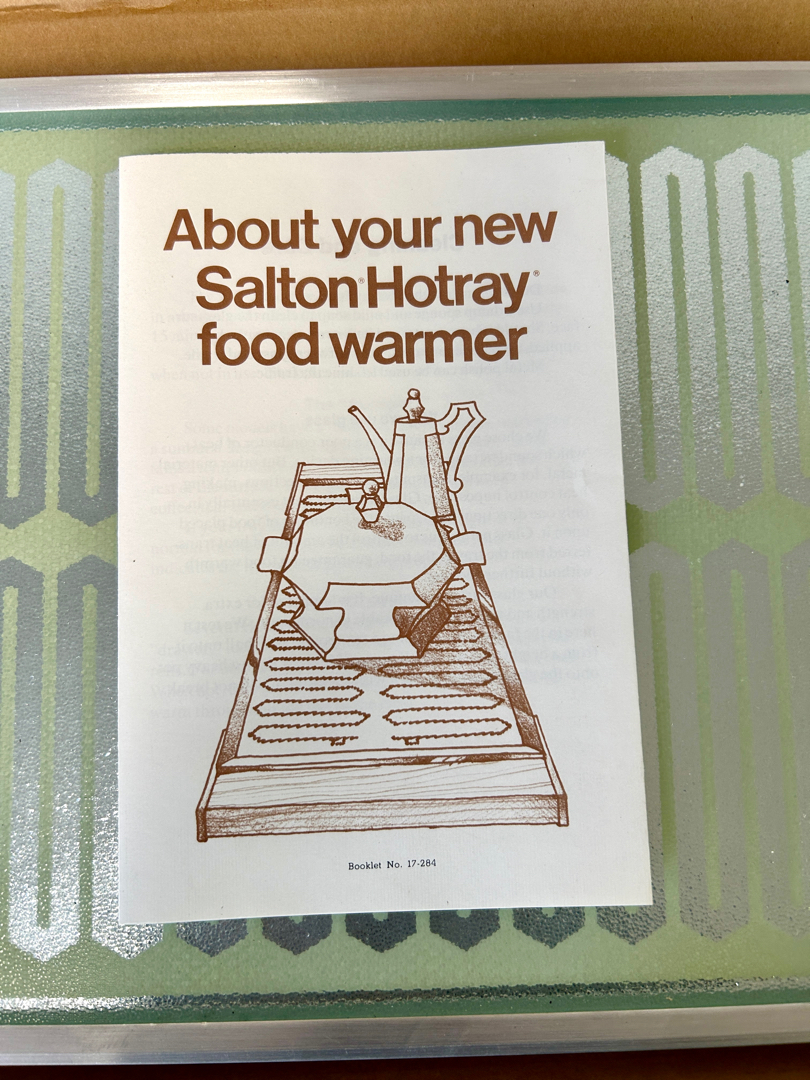 About your new
Salton® Hotray®
food warmer
Booklet No. 17-284